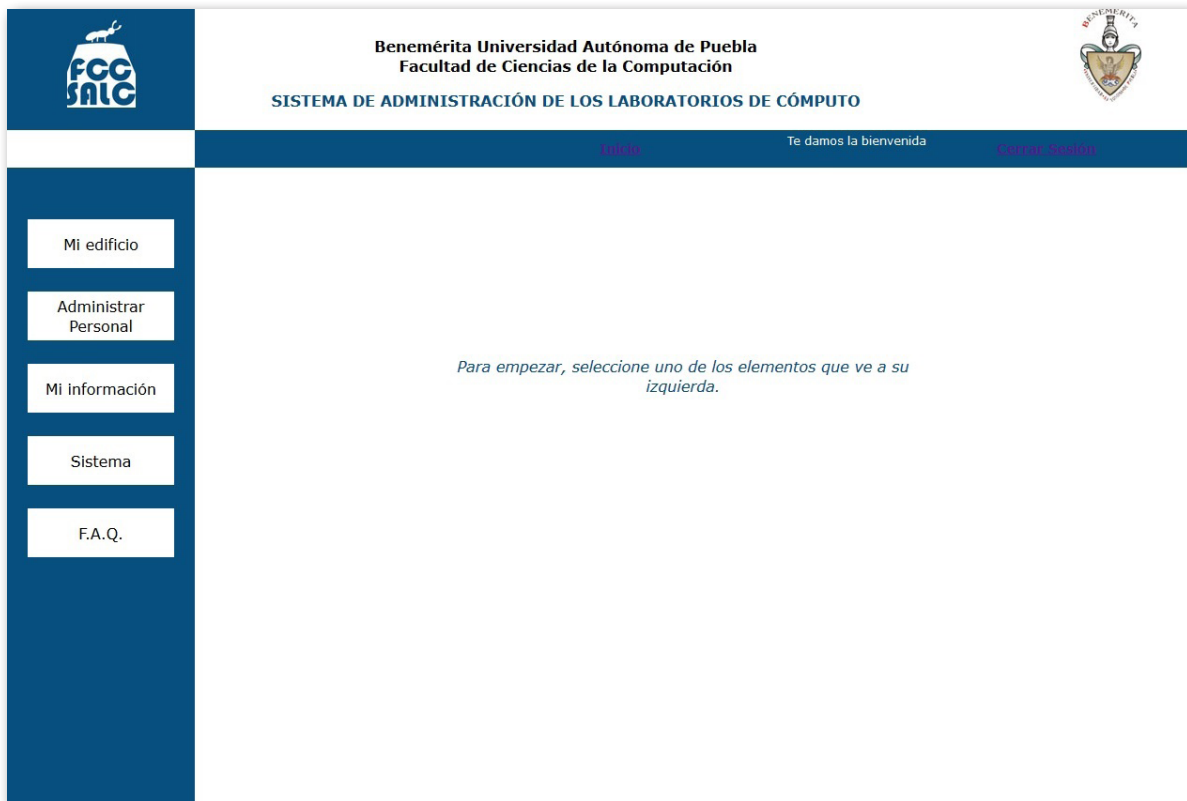 FCC
SALC
Benemérita Universidad Autónoma de Puebla
Facultad de Ciencias de la Computación
SISTEMA DE ADMINISTRACIÓN DE LOS LABORATORIOS DE CÓMPUTO
BENEMERITA
Inicio
Te damos la bienvenida
Cerrar Sesión
Mi edificio
Administrar
Personal
Mi información
Sistema
F.A.Q.
Para empezar, seleccione uno de los elementos que ve a su
izquierda.